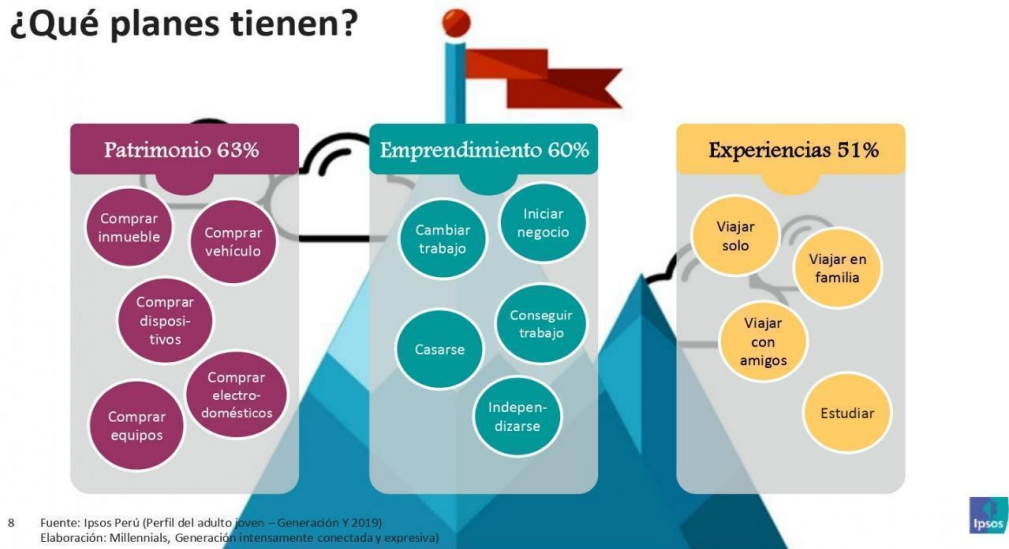 ¿Qué planes tienen?
Patrimonio 63%
Comprar
inmueble
Comprar
vehículo
Comprar
disposi-
tivos
Comprar
electro-
domésticos
Comprar
equipos
Emprendimiento 60%
Cambiar
trabajo
Iniciar
negocio
Conseguir
trabajo
Casarse
Indepen-
dizarse
Experiencias 51%
Viajar
solo
Viajar en
familia
Viajar
con
amigos
Estudiar
8
Fuente: Ipsos Perú (Perfil del adulto joven – Generación Y 2019)
Elaboración: Millennials, Generación intensamente conectada y expresiva)
Ipsos